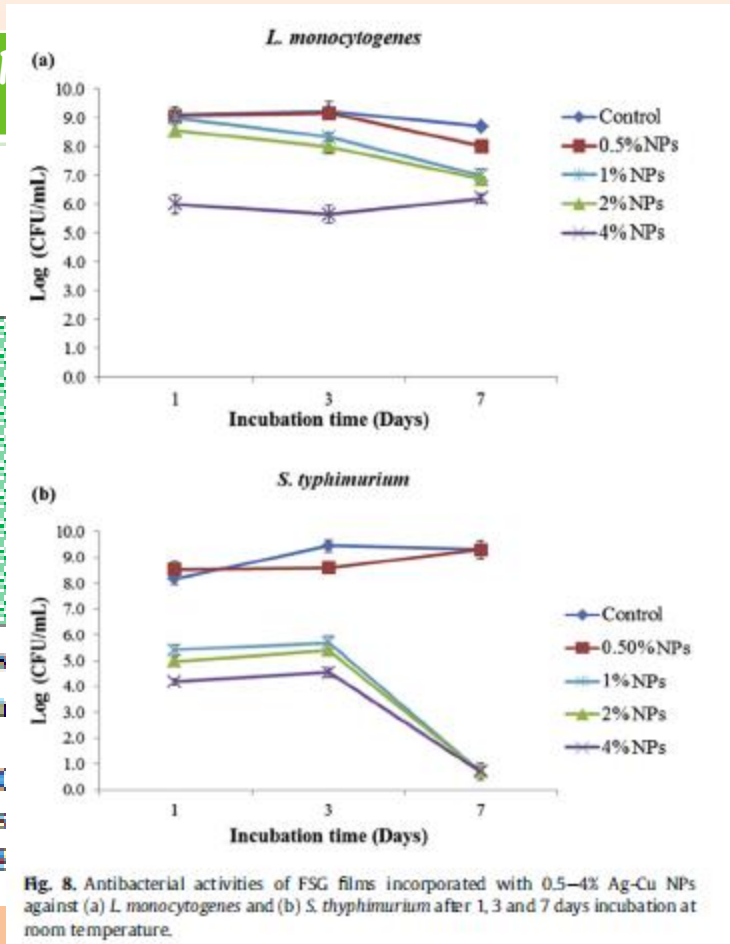 L. monocytogenes
(a)
10.0
9.0
8.0
7.0
6.0
5.0
4.0
3.0
2.0
1.0
0.0
Log (CFU/mL)
1 3 7
Incubation time (Days)
Control
0.5% NPs
1% NPs
2% NPs
4% NPs
S. typhimurium
(b)
10.0
9.0
8.0
7.0
6.0
5.0
4.0
3.0
2.0
1.0
0.0
Log (CFU/mL)
1 3 7
Incubation time (Days)
Control
0.50% NPs
1% NPs
2% NPs
4% NPs
Fig. 8. Antibacterial activities of FSG films incorporated with 0.5–4% Ag-Cu NPs
against (a) L. monocytogenes and (b) S. thyphimurium after 1, 3 and 7 days incubation at
room temperature.